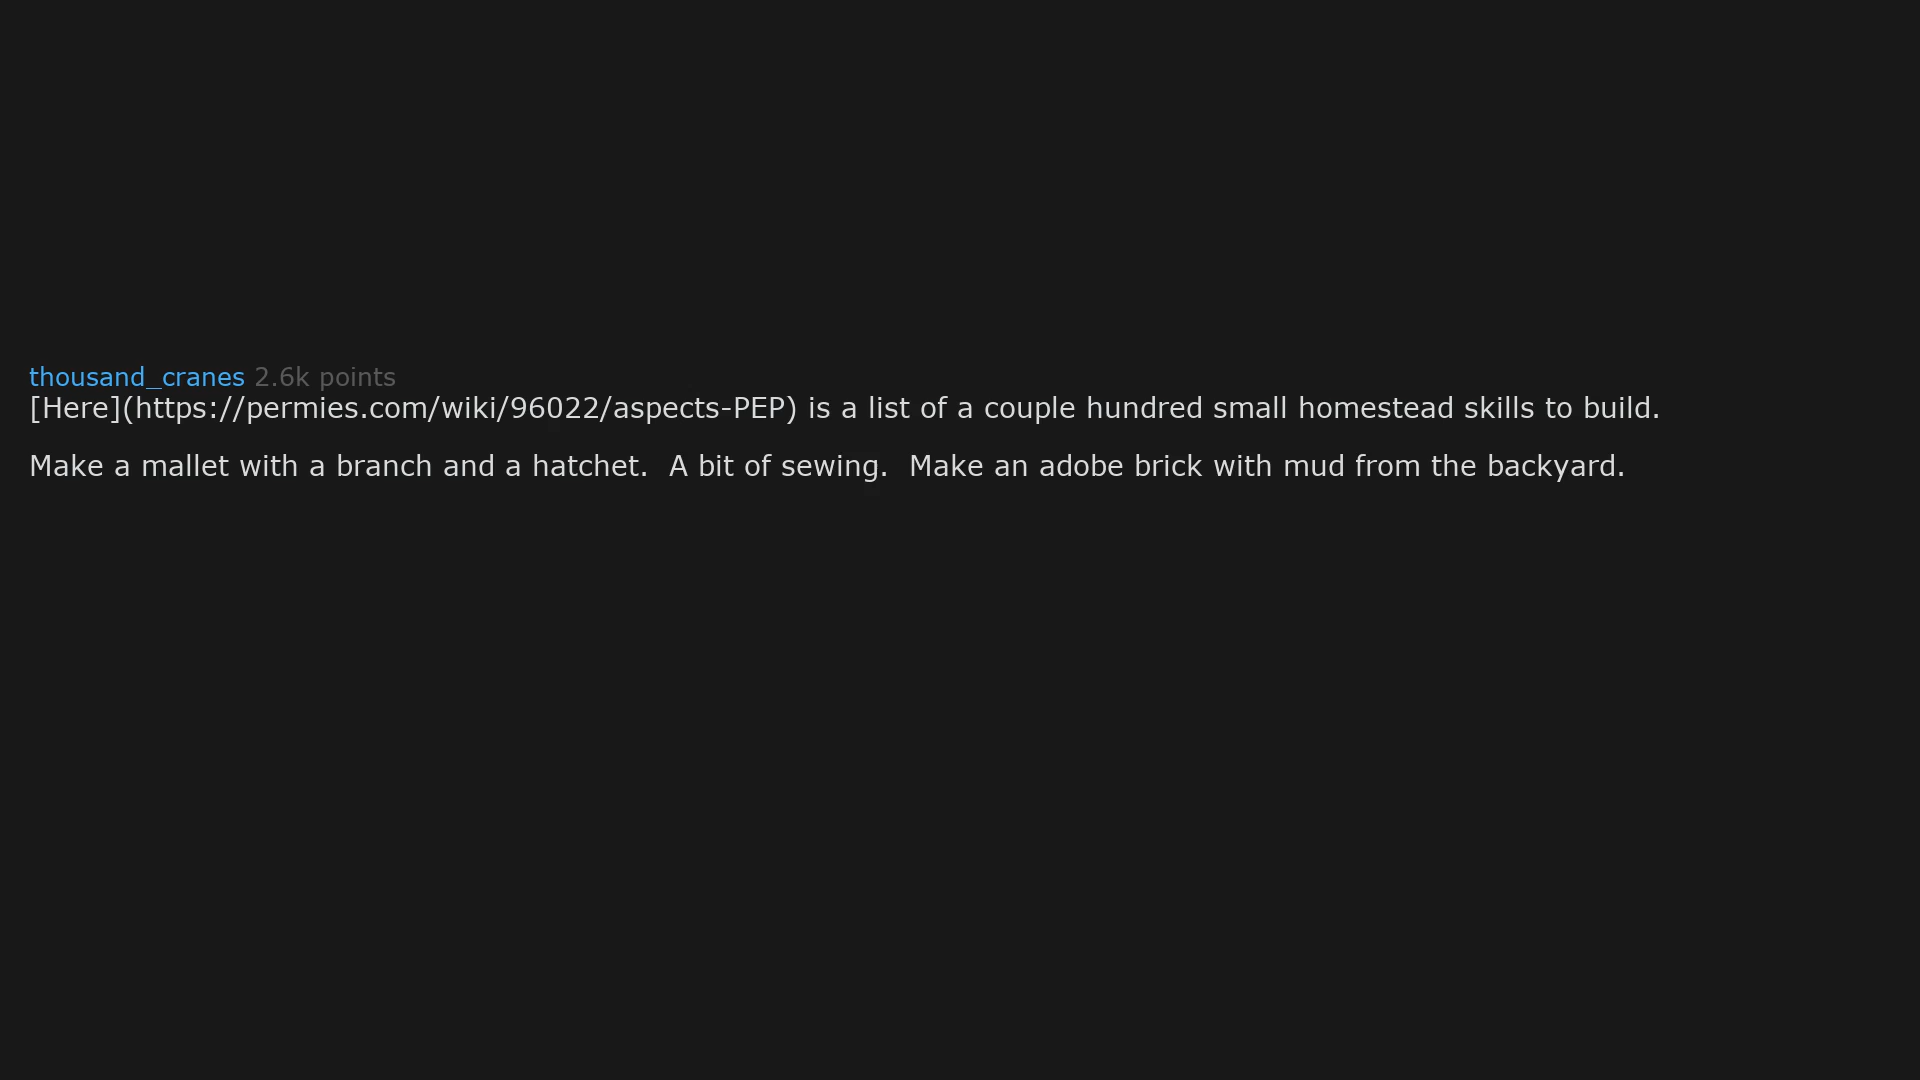 thousand_cranes 2.6k points
[Here](https://permies.com/wiki/96022/aspects-PEP) is a list of a couple hundred small homestead skills to build.
Make a mallet with a branch and a hatchet.  A bit of sewing.  Make an adobe brick with mud from the backyard.